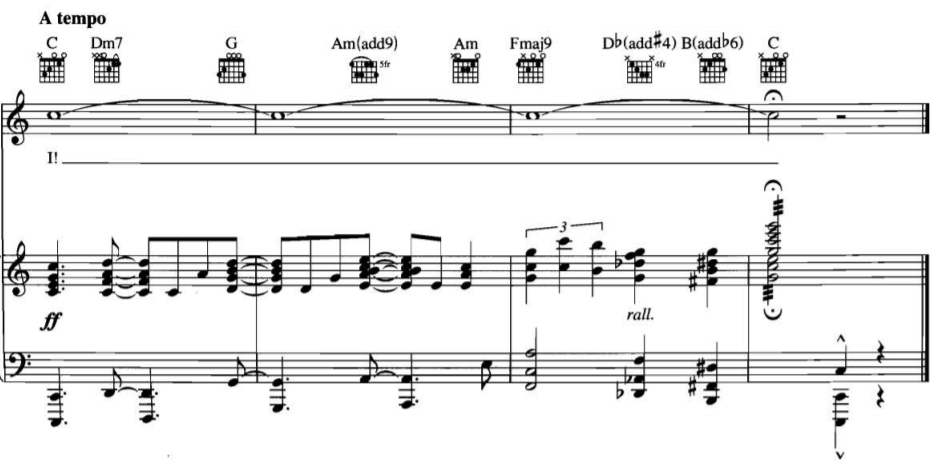 A tempo
C Dm7 G Am(add9) Am Fmaj9 D♭(add♯4) B(add♭6) C
5fr 4fr
I!
3
ff rall.